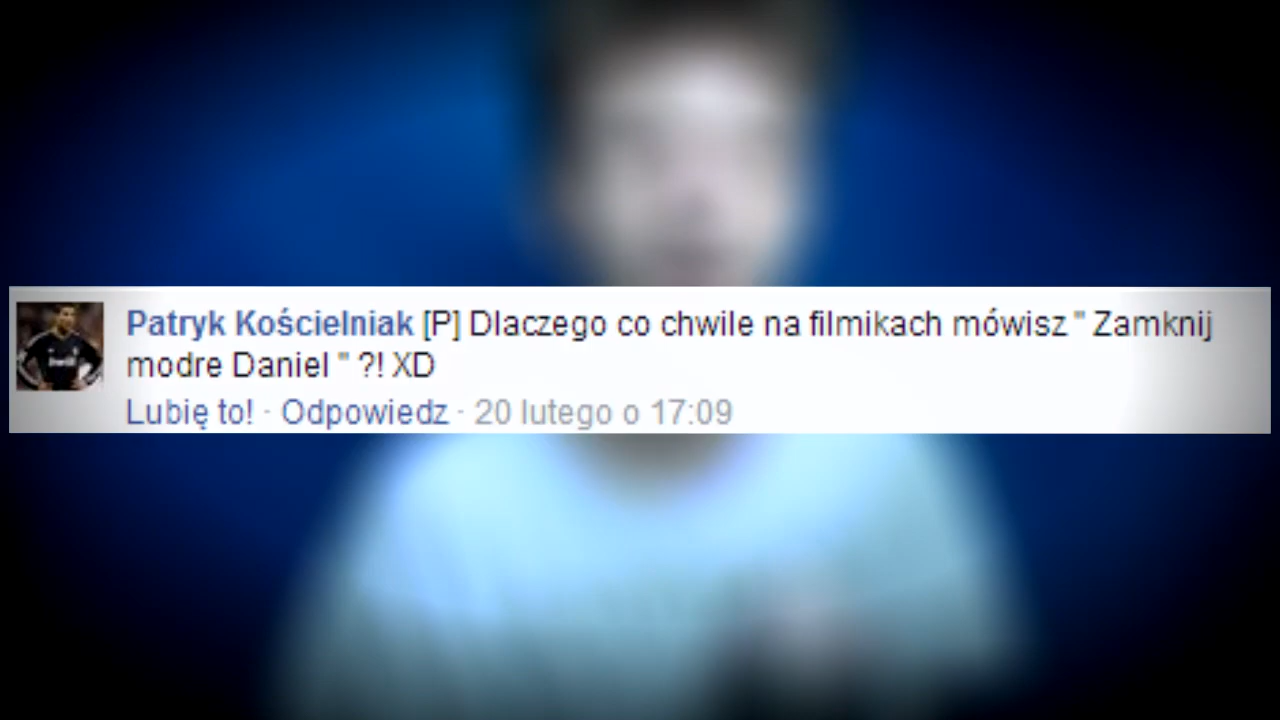 Patryk Kościelniak [P] Dlaczego co chwile na filmikach mówisz " Zamknij
modre Daniel " ?! XD
Lubię to! · Odpowiedz · 20 lutego o 17:09